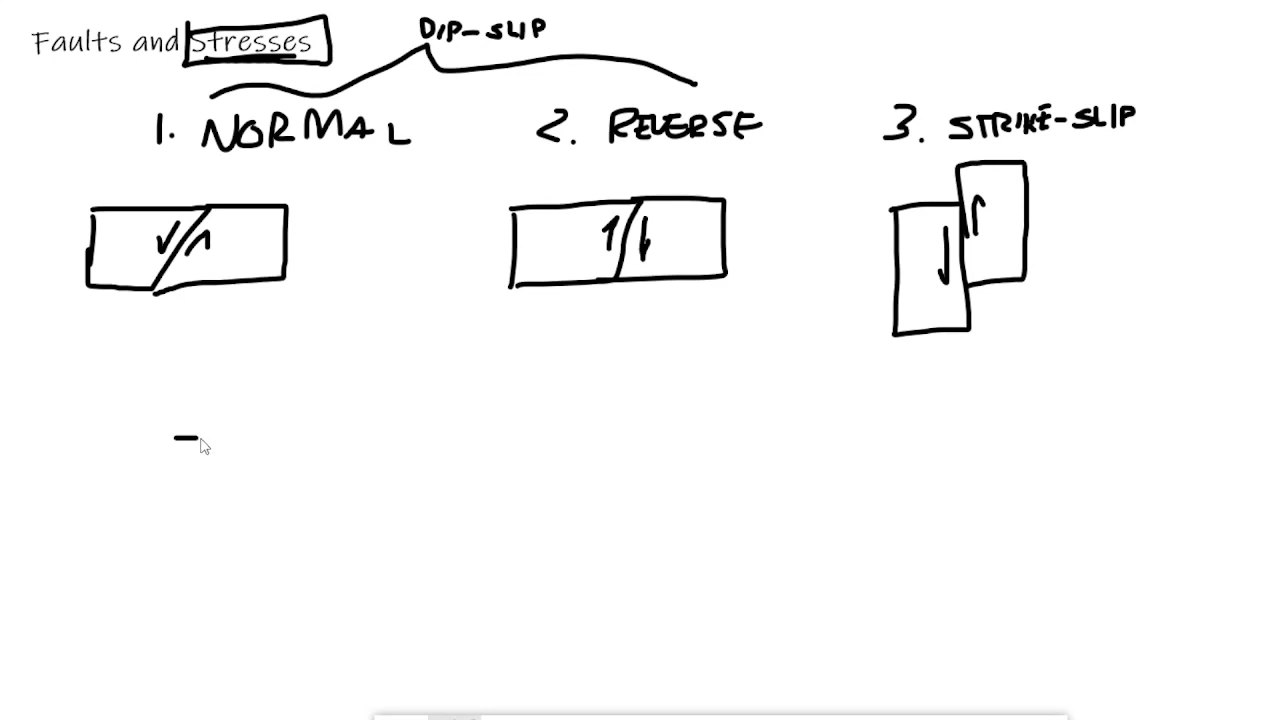 Faults and Stresses
DIP-SLIP
1. NORMAL
2. REVERSE
3. STRIKE-SLIP